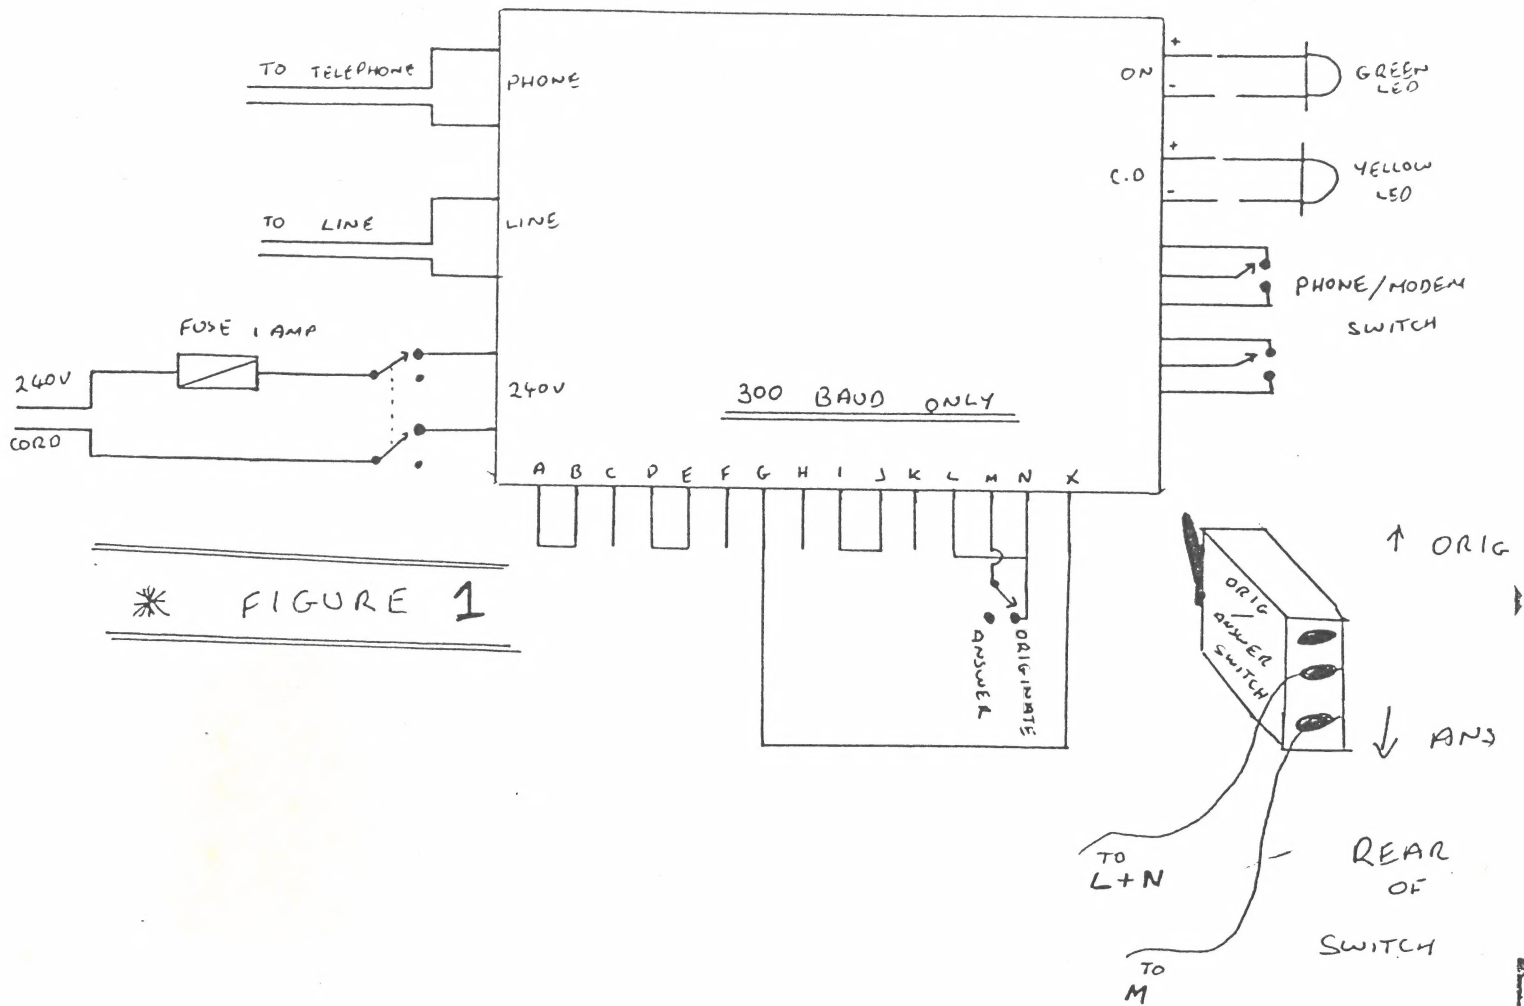 TO TELEPHONE
PHONE
TO LINE
LINE
FUSE 1 AMP
240V
CORD
240V
300 BAUD ONLY
+
ON
-
GREEN
LED
+
C.D
-
YELLOW
LED
PHONE/MODEM
SWITCH
A B C D E F G H I J K L M N X
ANSWER
ORIGINATE
* FIGURE 1
ORIG
/
ANSWER
SWITCH
↑ ORIG
↓ ANS
TO
L+N
TO
M
REAR
OF
SWITCH